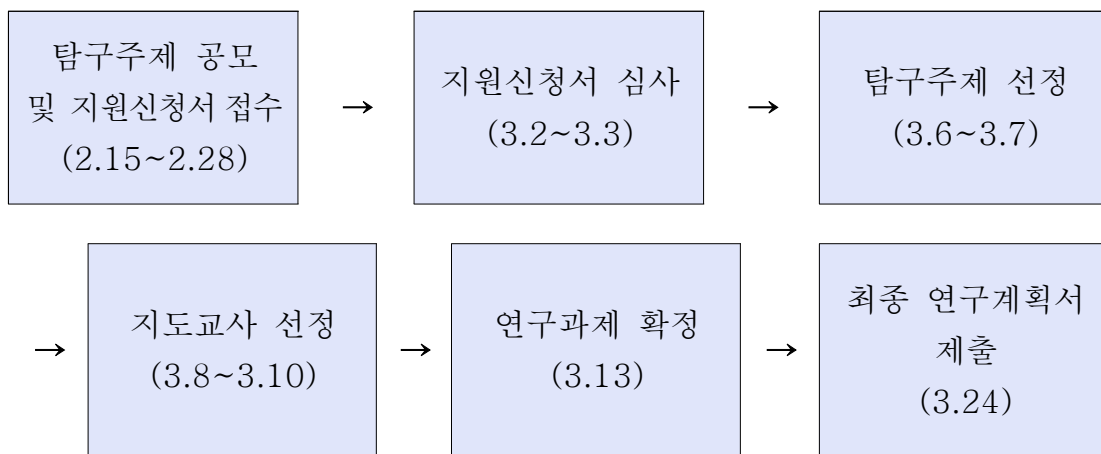 탐구주제 공모
및 지원신청서 접수
(2.15~2.28)
→
지원신청서 심사
(3.2~3.3)
→
탐구주제 선정
(3.6~3.7)
→
지도교사 선정
(3.8~3.10)
→
연구과제 확정
(3.13)
→
최종 연구계획서
제출
(3.24)